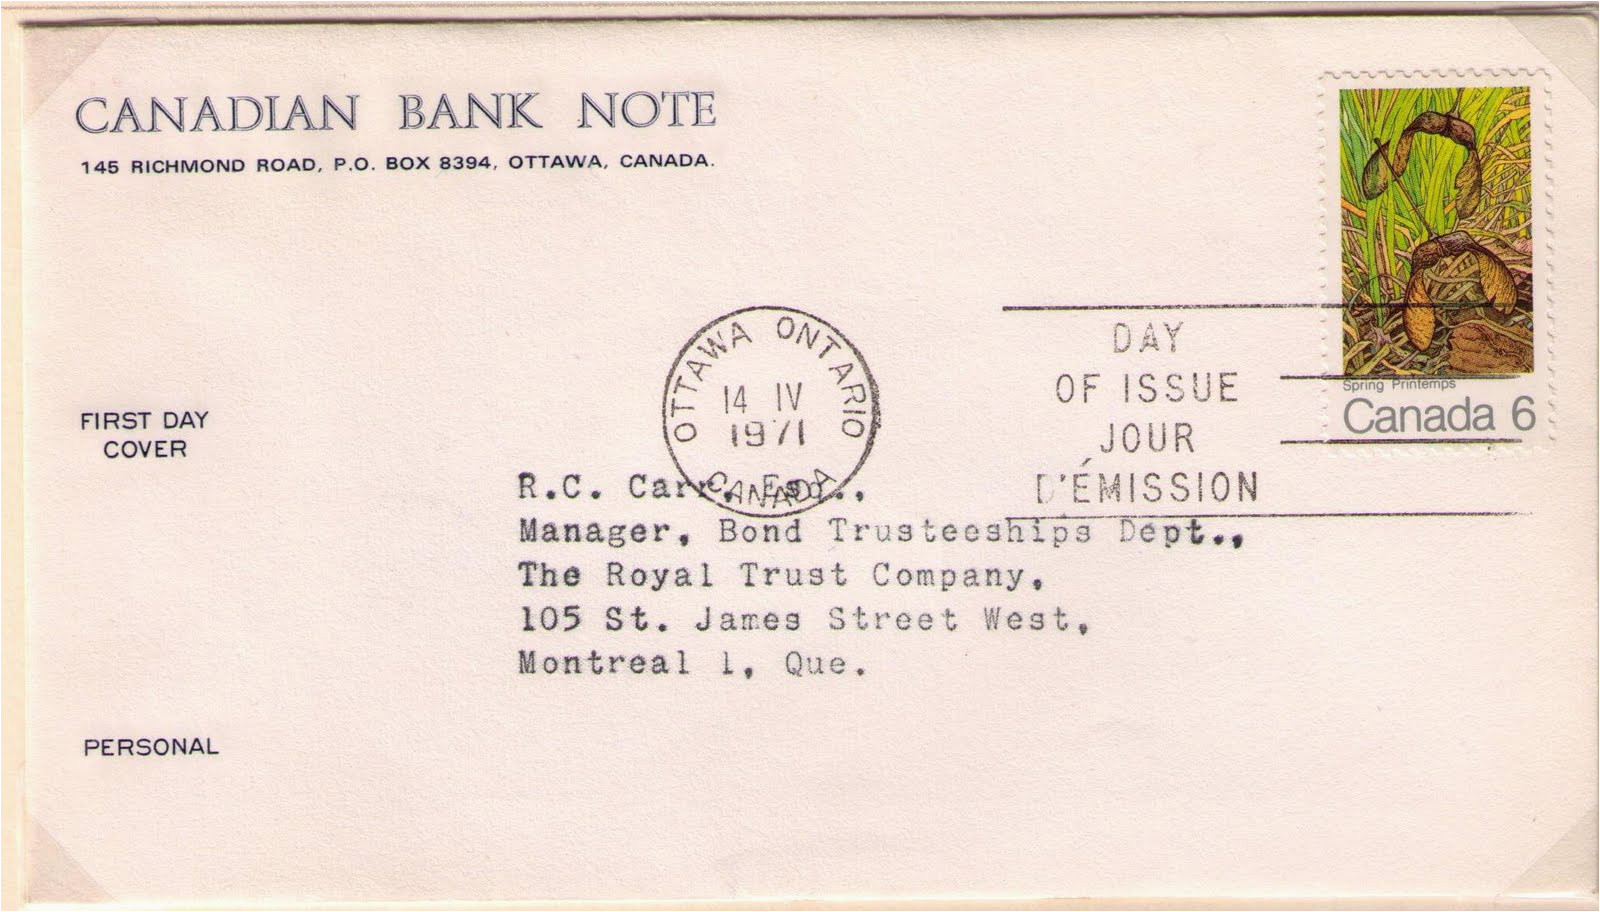 CANADIAN BANK NOTE
145 RICHMOND ROAD, P.O. BOX 8394, OTTAWA, CANADA.
Spring Printemps
Canada 6
OTTAWA ONTARIO
14 IV
1971
CANADA
DAY
OF ISSUE
JOUR
D'ÉMISSION
FIRST DAY
COVER
R.C. Carr, Esq.,
Manager, Bond Trusteeships Dept.,
The Royal Trust Company,
105 St. James Street West,
Montreal 1, Que.
PERSONAL